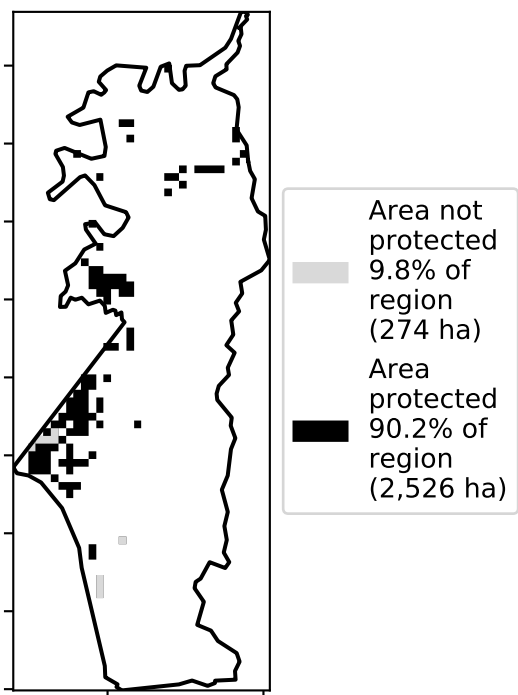 Area not
protected
9.8% of
region
(274 ha)
Area
protected
90.2% of
region
(2,526 ha)